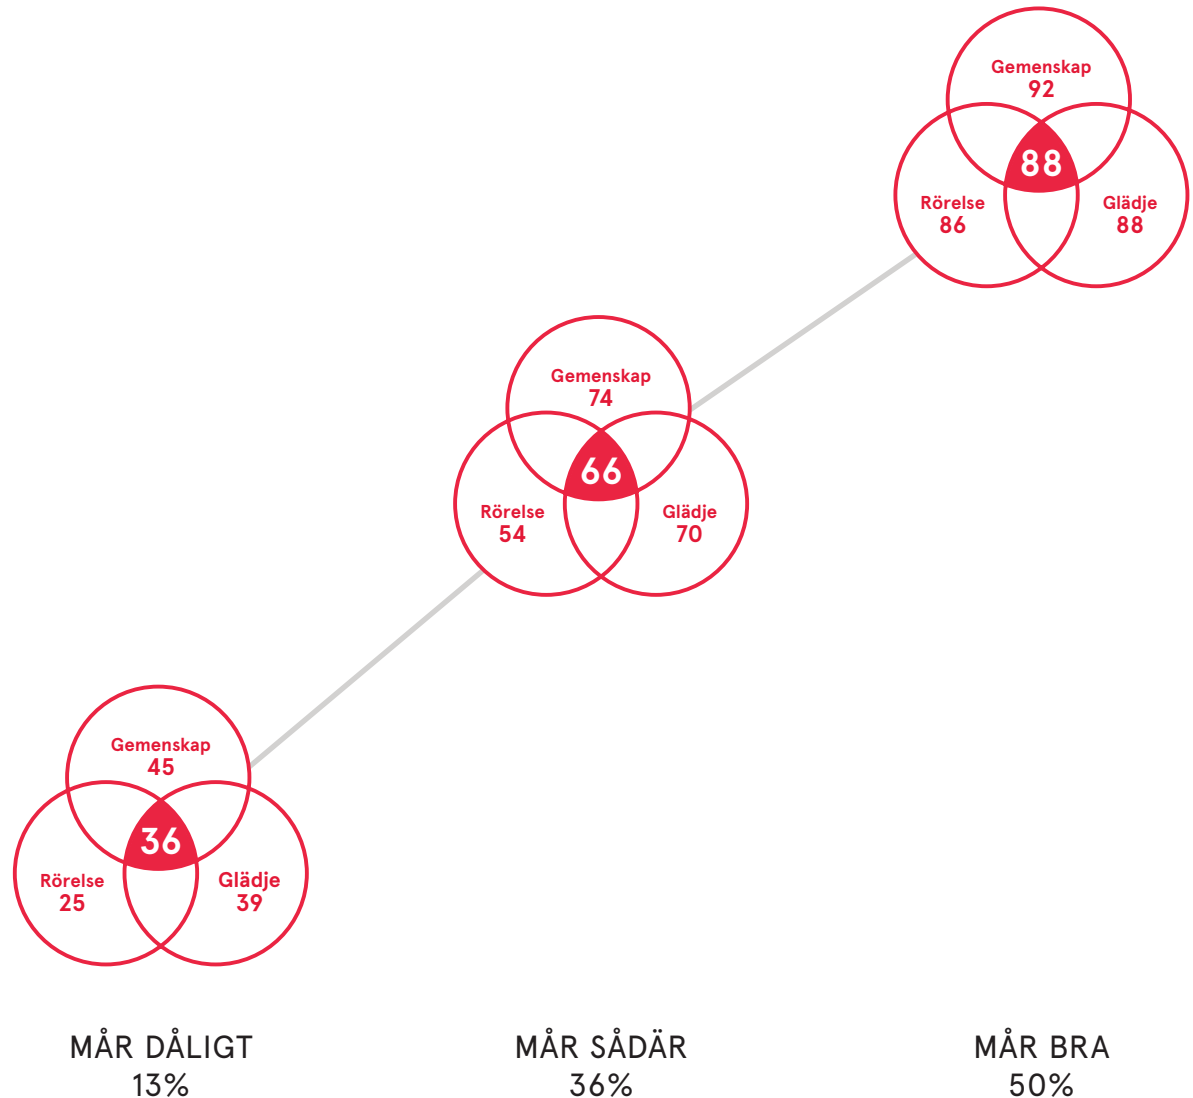 Gemenskap
92
88
Rörelse
86
Glädje
88
Gemenskap
74
66
Rörelse
54
Glädje
70
Gemenskap
45
36
Rörelse
25
Glädje
39
MÅR DÅLIGT
13%
MÅR SÅDÄR
36%
MÅR BRA
50%